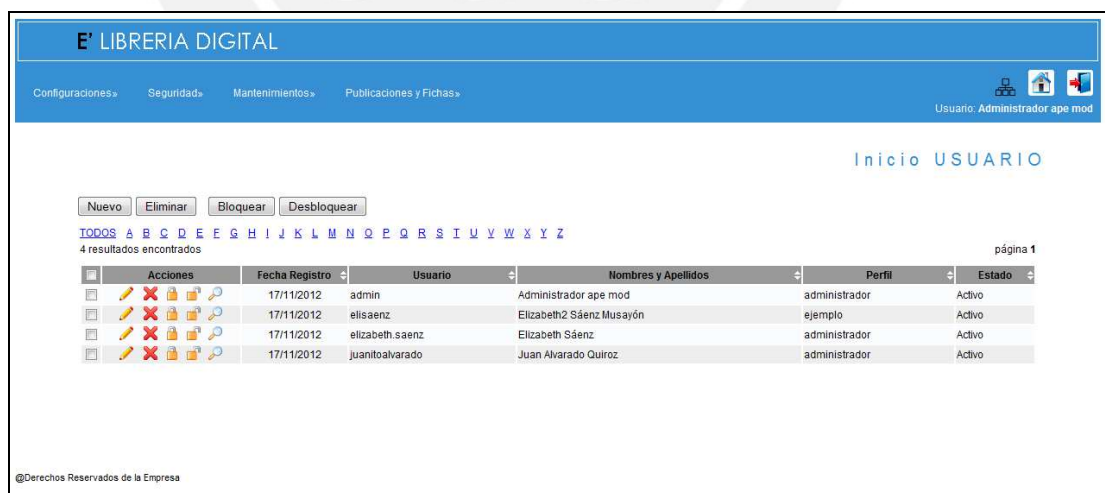 E' LIBRERIA DIGITAL
Configuraciones» Seguridad» Mantenimientos» Publicaciones y Fichas»
Usuario: Administrador ape mod
Inicio USUARIO
Nuevo Eliminar Bloquear Desbloquear
TODOS A B C D E F G H I J K L M N O P Q R S T U V W X Y Z
4 resultados encontrados página 1
Acciones Fecha Registro Usuario Nombres y Apellidos Perfil Estado
17/11/2012 admin Administrador ape mod administrador Activo
17/11/2012 elisaenz Elizabeth2 Sáenz Musayón ejemplo Activo
17/11/2012 elizabeth.saenz Elizabeth Sáenz administrador Activo
17/11/2012 juanitoalvarado Juan Alvarado Quiroz administrador Activo
@Derechos Reservados de la Empresa